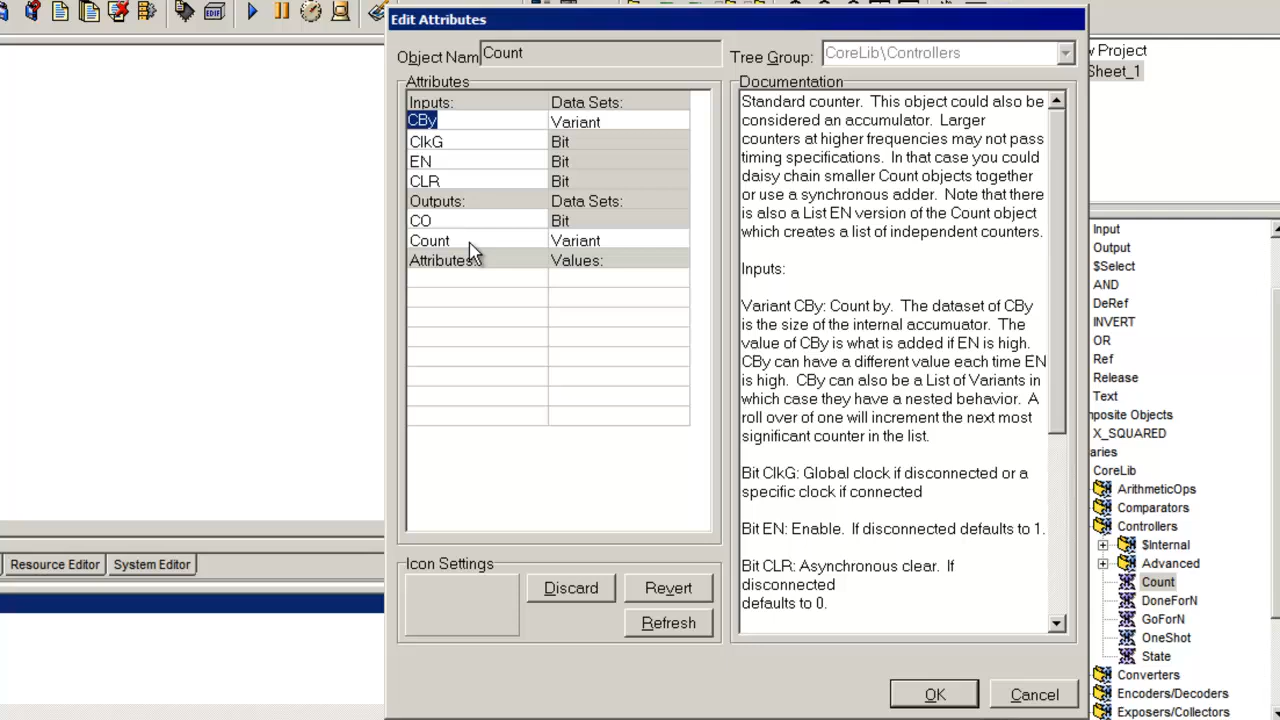 Edit Attributes
Object Nam Count
Tree Group: CoreLib\Controllers
Attributes
Inputs: Data Sets:
CBy Variant
ClkG Bit
EN Bit
CLR Bit
Outputs: Data Sets:
CO Bit
Count Variant
Attributes: Values:
Icon Settings
Discard
Revert
Refresh
Documentation
Standard counter. This object could also be
considered an accumulator. Larger
counters at higher frequencies may not pass
timing specifications. In that case you could
daisy chain smaller Count objects together
or use a synchronous adder. Note that there
is also a List EN version of the Count object
which creates a list of independent counters.
Inputs:
Variant CBy: Count by. The dataset of CBy
is the size of the internal accumuator. The
value of CBy is what is added if EN is high.
CBy can have a different value each time EN
is high. CBy can also be a List of Variants in
which case they have a nested behavior. A
roll over of one will increment the next most
significant counter in the list.
Bit ClkG: Global clock if disconnected or a
specific clock if connected
Bit EN: Enable. If disconnected defaults to 1.
Bit CLR: Asynchronous clear. If
disconnected
defaults to 0.
OK
Cancel
Resource Editor
System Editor
EDIF
w Project
Sheet_1
Input
Output
$Select
AND
DeRef
INVERT
OR
Ref
Release
Text
nposite Objects
X_SQUARED
aries
CoreLib
ArithmeticOps
Comparators
Controllers
$Internal
Advanced
Count
DoneForN
GoForN
OneShot
State
Converters
Encoders/Decoders
Exposers/Collectors